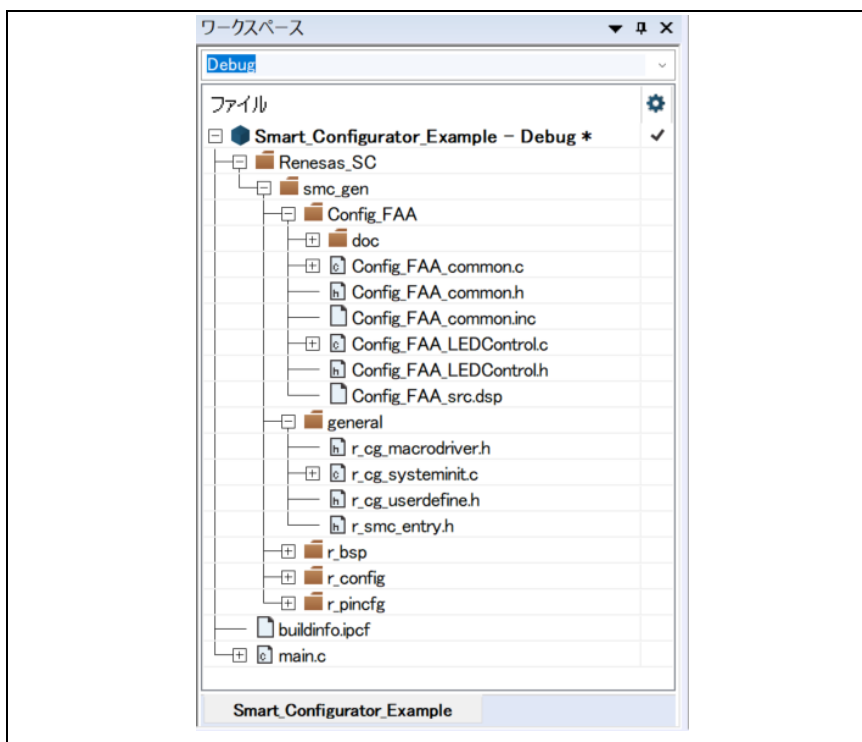 ワークスペース
Debug
ファイル
Smart_Configurator_Example - Debug *
Renesas_SC
smc_gen
Config_FAA
doc
Config_FAA_common.c
Config_FAA_common.h
Config_FAA_common.inc
Config_FAA_LEDControl.c
Config_FAA_LEDControl.h
Config_FAA_src.dsp
general
r_cg_macrodriver.h
r_cg_systeminit.c
r_cg_userdefine.h
r_smc_entry.h
r_bsp
r_config
r_pincfg
buildinfo.ipcf
main.c
Smart_Configurator_Example